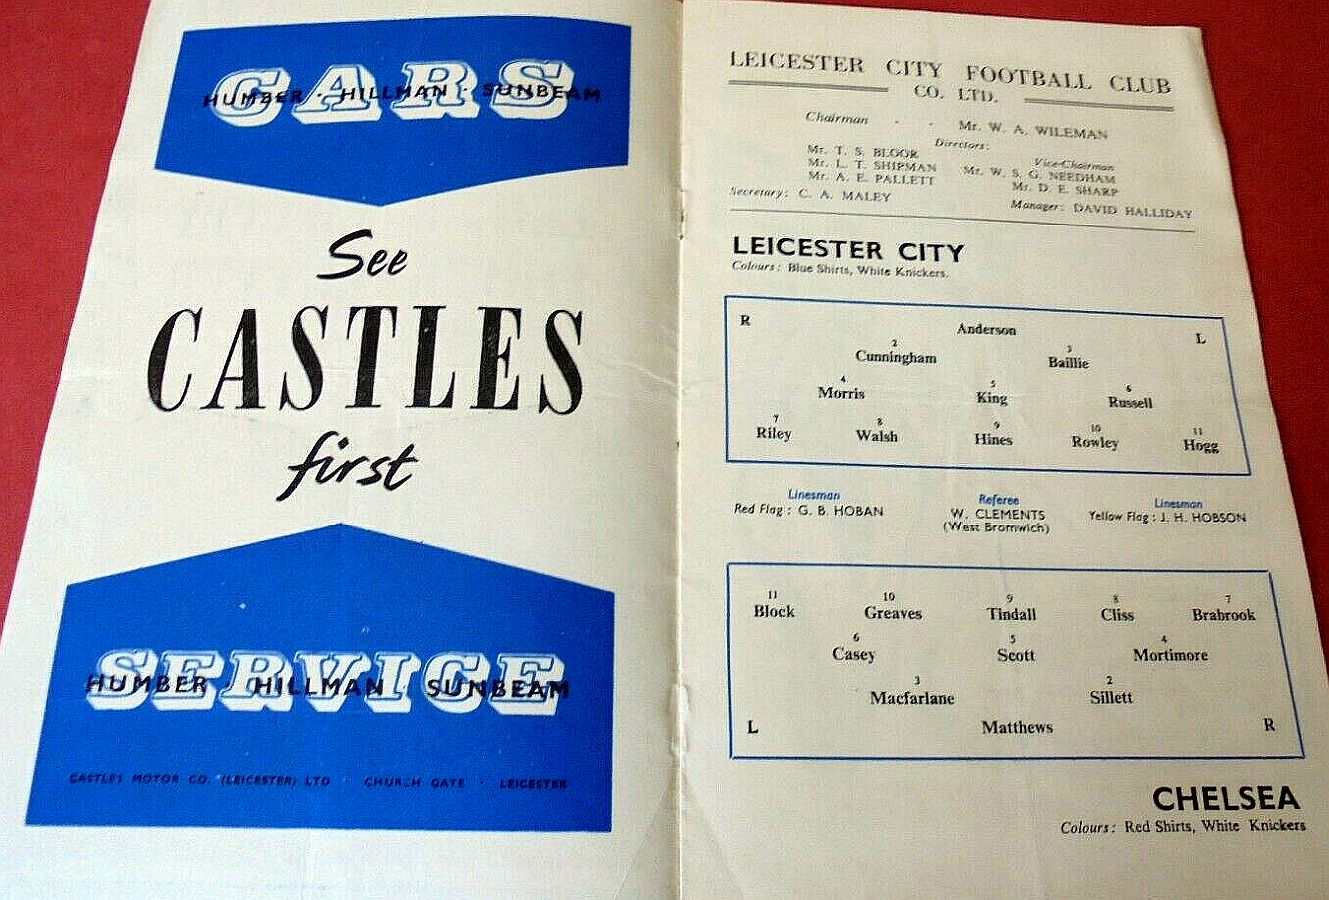 CARS
HUMBER · HILLMAN · SUNBEAM
See
CASTLES
first
SERVICE
HUMBER · HILLMAN SUNBEAM
CASTLES MOTOR CO. (LEICESTER) LTD · CHURCH GATE · LEICESTER
LEICESTER CITY FOOTBALL CLUB
CO. LTD.
Chairman - - Mr. W. A. WILEMAN
Directors:
Mr. T. S. BLOOR Vice-Chairman
Mr. L. T. SHIPMAN Mr. W. S. G. NEEDHAM
Mr. A. E. PALLETT Mr. D. E. SHARP
Secretary: C. A. MALEY Manager: DAVID HALLIDAY
LEICESTER CITY
Colours: Blue Shirts, White Knickers.
R Anderson L
2 3
Cunningham Baillie
4 5 6
Morris King Russell
7 8 9 10 11
Riley Walsh Hines Rowley Hogg
Linesman Referee Linesman
Red Flag: G. B. HOBAN W. CLEMENTS Yellow Flag: J. H. HOBSON
(West Bromwich)
11 10 9 8 7
Block Greaves Tindall Cliss Brabrook
6 5 4
Casey Scott Mortimore
3 2
Macfarlane Sillett
L Matthews R
CHELSEA
Colours: Red Shirts, White Knickers